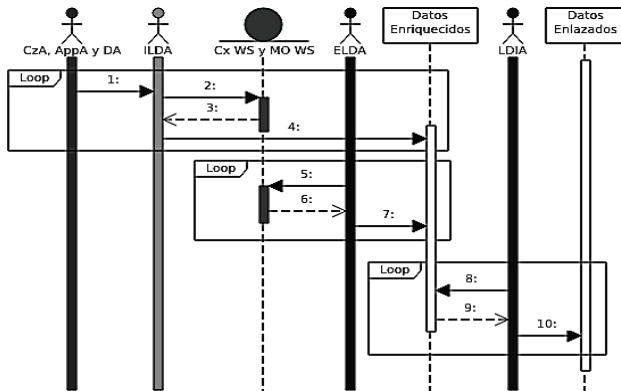 CzA, AppA y DA
ILDA
Cx WS y MO WS
ELDA
Datos
Enriquecidos
LDIA
Datos
Enlazados
Loop
1:
2:
3:
4:
Loop
5:
6:
7:
Loop
8:
9:
10: